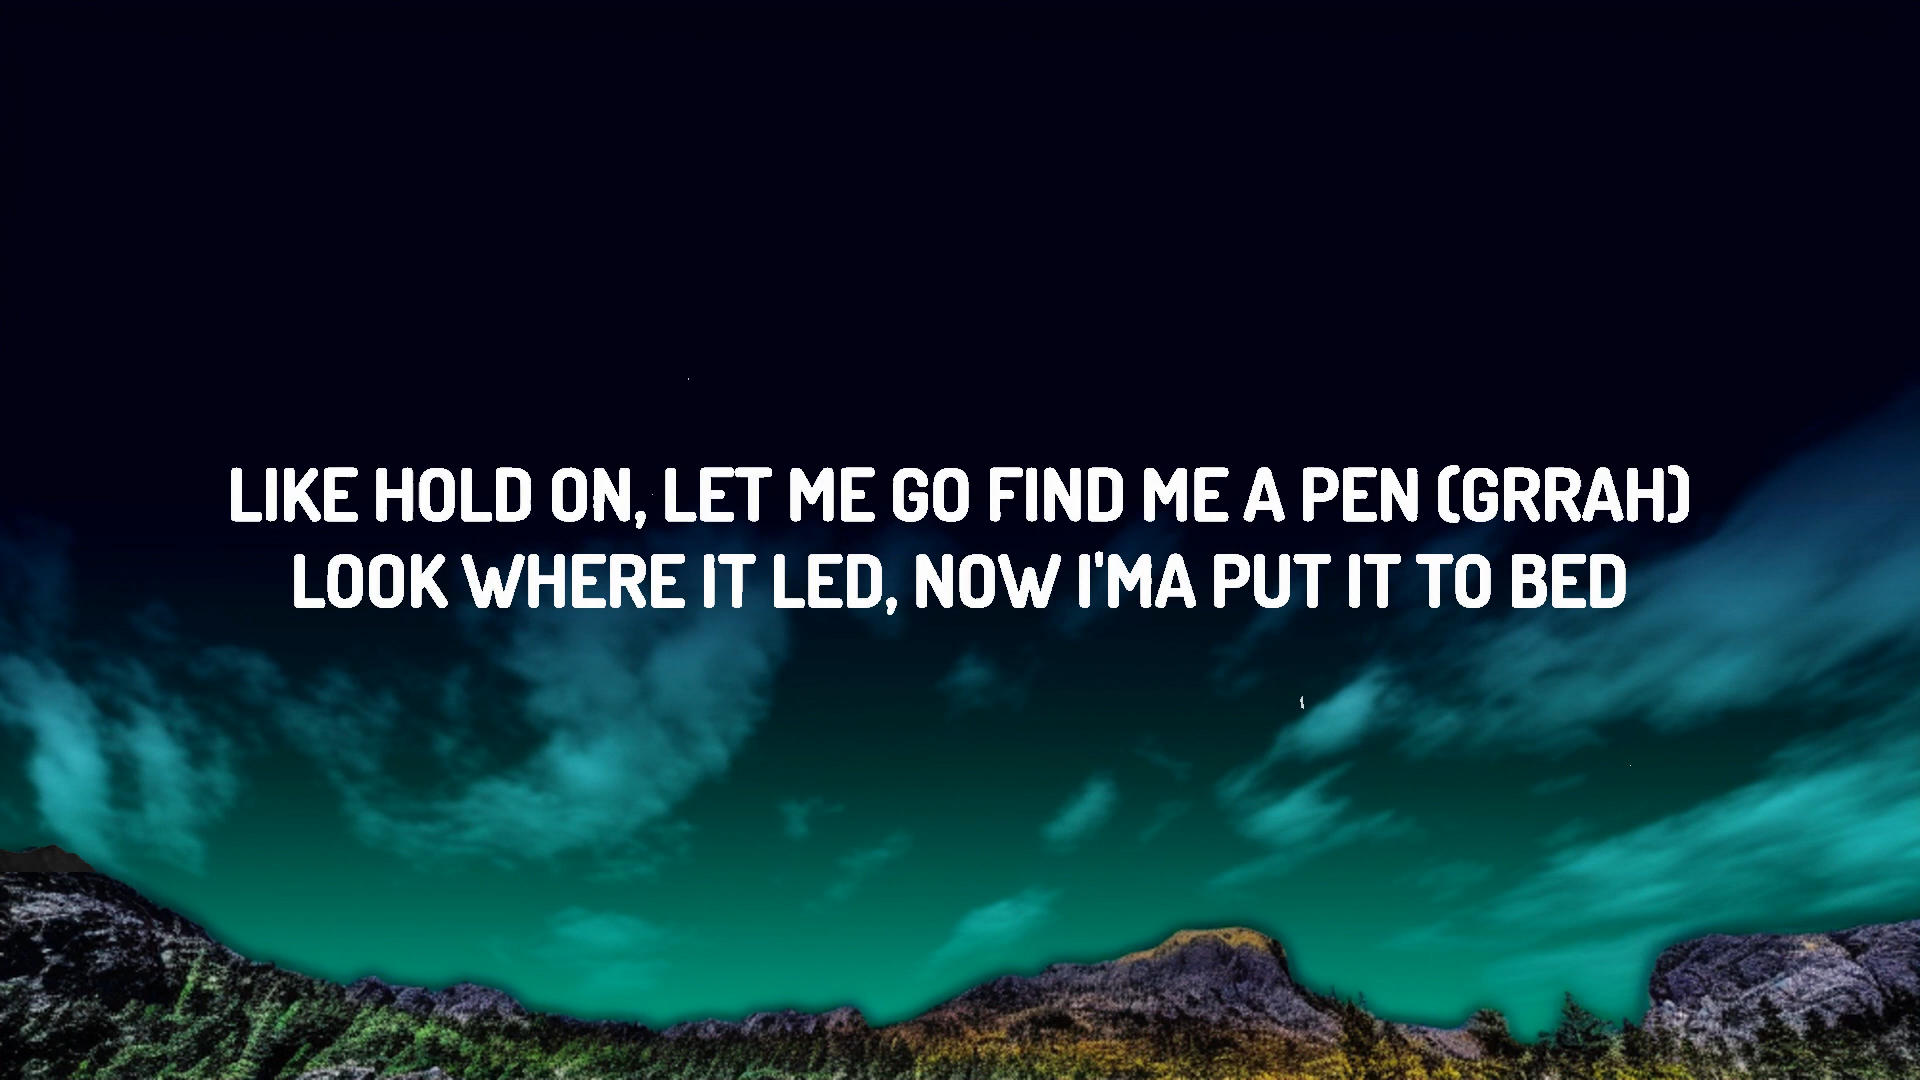 LIKE HOLD ON, LET ME GO FIND ME A PEN (GRRAH)
LOOK WHERE IT LED, NOW I'MA PUT IT TO BED